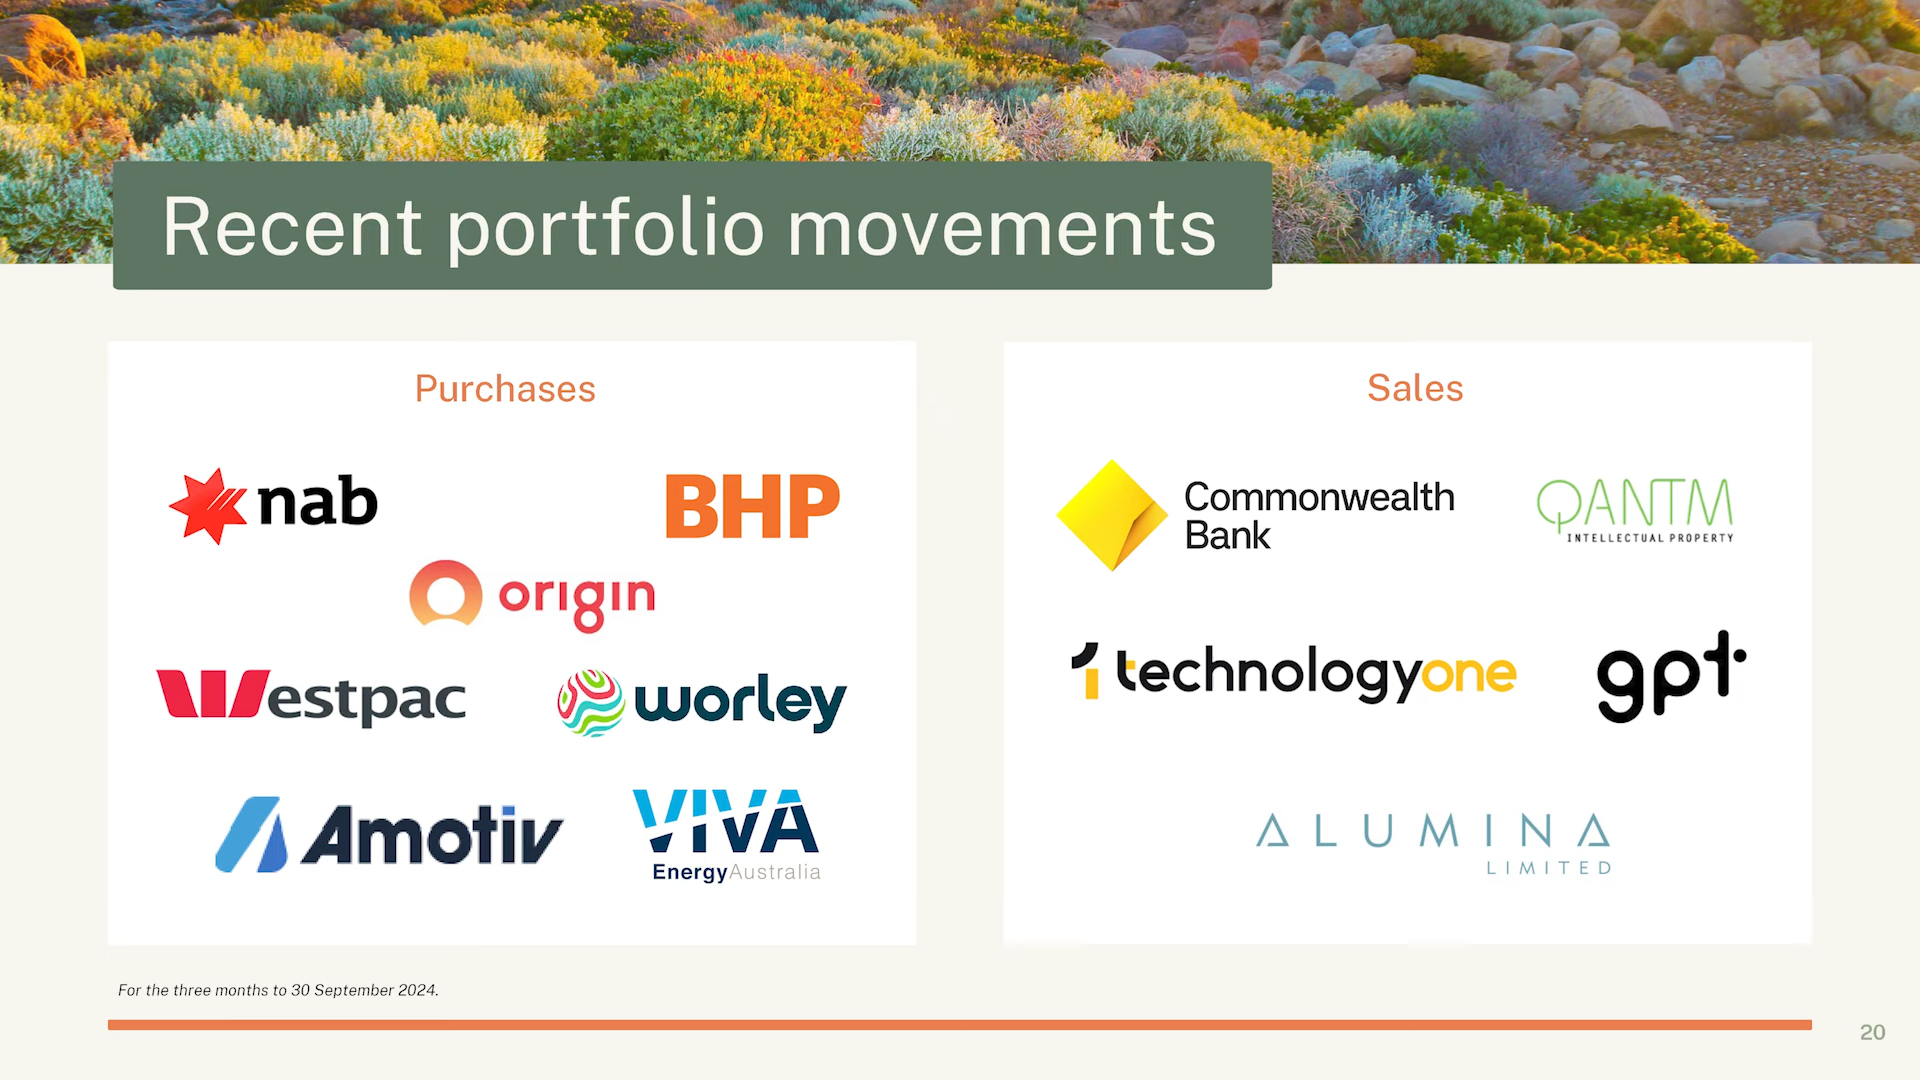 Recent portfolio movements
Purchases
nab
BHP
origin
Westpac
worley
Amotiv
VIVA
EnergyAustralia
Sales
Commonwealth
Bank
QANTM
INTELLECTUAL PROPERTY
1 technologyone
gpt
ALUMINA
LIMITED
For the three months to 30 September 2024.
20